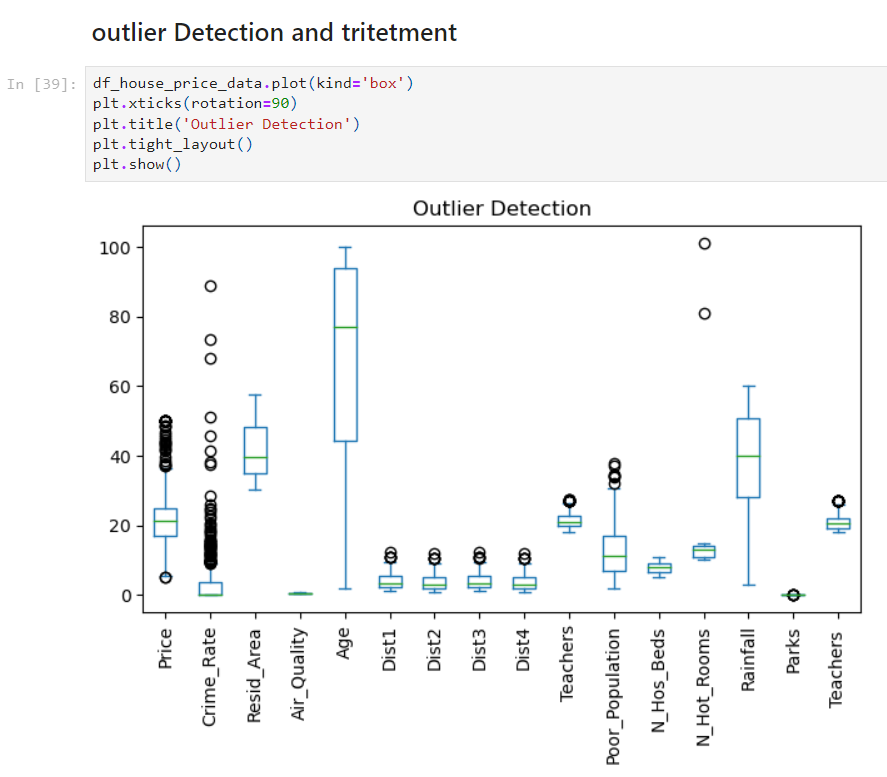 outlier Detection and tritetment
In [39]:
df_house_price_data.plot(kind='box')
plt.xticks(rotation=90)
plt.title('Outlier Detection')
plt.tight_layout()
plt.show()
Outlier Detection
100
80
60
40
20
0
Price
Crime_Rate
Resid_Area
Air_Quality
Age
Dist1
Dist2
Dist3
Dist4
Teachers
Poor_Population
N_Hos_Beds
N_Hot_Rooms
Rainfall
Parks
Teachers